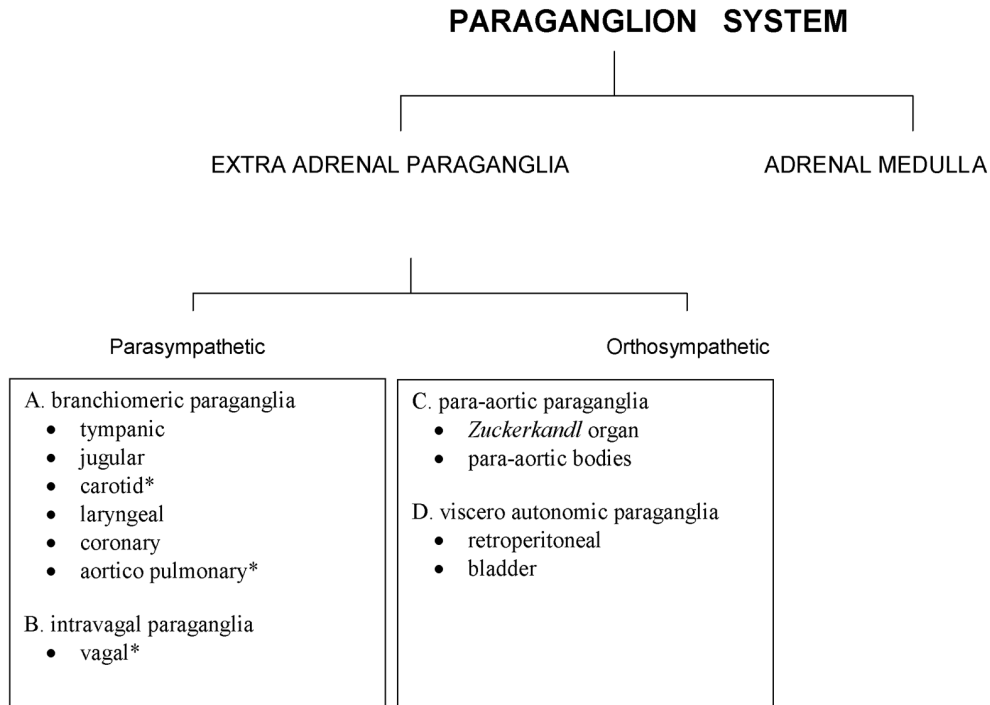 PARAGANGLION SYSTEM
EXTRA ADRENAL PARAGANGLIA
ADRENAL MEDULLA
Parasympathetic
A. branchiomeric paraganglia
• tympanic
• jugular
• carotid*
• laryngeal
• coronary
• aortico pulmonary*
B. intravagal paraganglia
• vagal*
Orthosympathetic
C. para-aortic paraganglia
• Zuckerkandl organ
• para-aortic bodies
D. viscero autonomic paraganglia
• retroperitoneal
• bladder